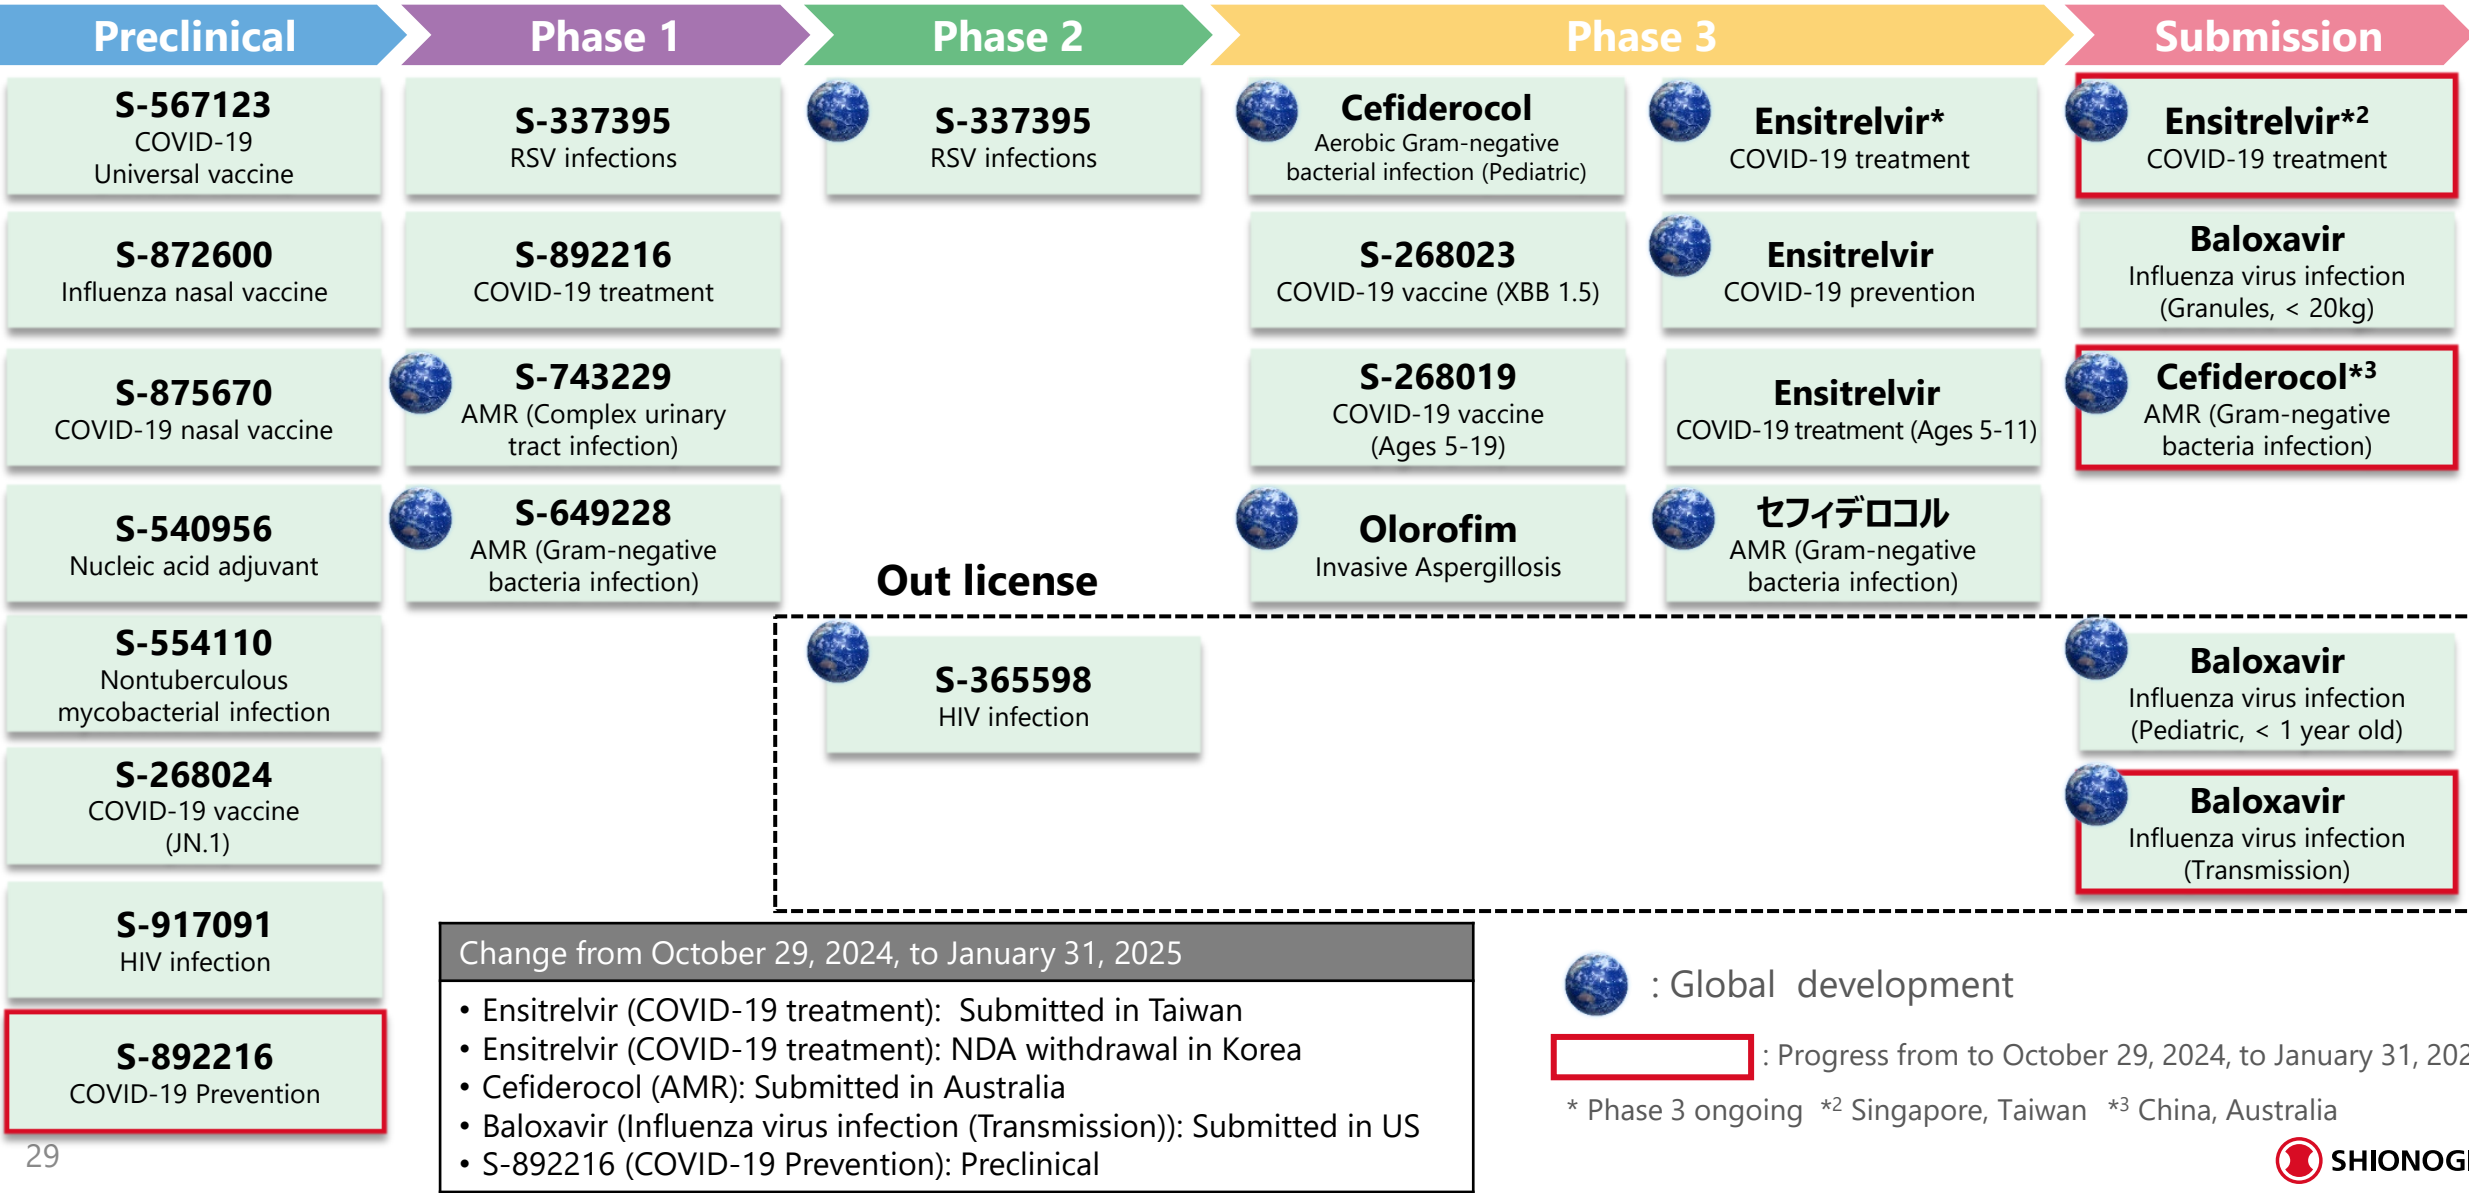 Preclinical
Phase 1
Phase 2
Phase 3
Submission
S-567123
COVID-19
Universal vaccine
S-872600
Influenza nasal vaccine
S-875670
COVID-19 nasal vaccine
S-540956
Nucleic acid adjuvant
S-554110
Nontuberculous
mycobacterial infection
S-268024
COVID-19 vaccine
(JN.1)
S-917091
HIV infection
S-892216
COVID-19 Prevention
S-337395
RSV infections
S-892216
COVID-19 treatment
S-743229
AMR (Complex urinary
tract infection)
S-649228
AMR (Gram-negative
bacteria infection)
S-337395
RSV infections
Cefiderocol
Aerobic Gram-negative
bacterial infection (Pediatric)
S-268023
COVID-19 vaccine (XBB 1.5)
S-268019
COVID-19 vaccine
(Ages 5-19)
Olorofim
Invasive Aspergillosis
Ensitrelvir*
COVID-19 treatment
Ensitrelvir
COVID-19 prevention
Ensitrelvir
COVID-19 treatment (Ages 5-11)
セフィデロコル
AMR (Gram-negative
bacteria infection)
Ensitrelvir*2
COVID-19 treatment
Baloxavir
Influenza virus infection
(Granules, < 20kg)
Cefiderocol*3
AMR (Gram-negative
bacteria infection)
Out license
S-365598
HIV infection
Baloxavir
Influenza virus infection
(Pediatric, < 1 year old)
Baloxavir
Influenza virus infection
(Transmission)
Change from October 29, 2024, to January 31, 2025
• Ensitrelvir (COVID-19 treatment): Submitted in Taiwan
• Ensitrelvir (COVID-19 treatment): NDA withdrawal in Korea
• Cefiderocol (AMR): Submitted in Australia
• Baloxavir (Influenza virus infection (Transmission)): Submitted in US
• S-892216 (COVID-19 Prevention): Preclinical
: Global development
: Progress from to October 29, 2024, to January 31, 202
* Phase 3 ongoing *2 Singapore, Taiwan *3 China, Australia
29
SHIONOGI